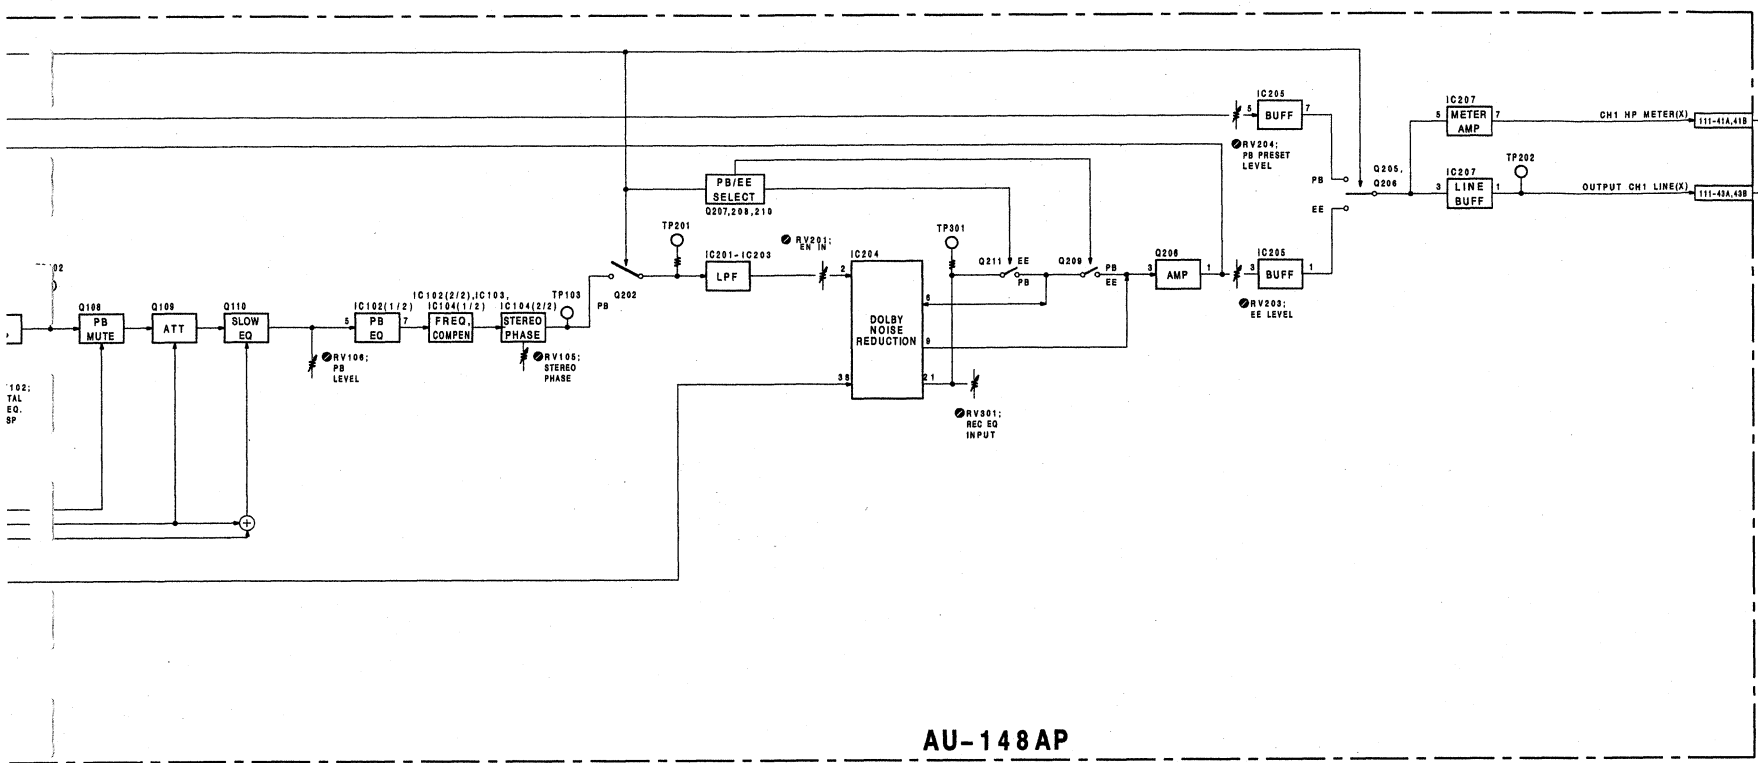 IC205
5
BUFF
7
RV204;
PB PRESET
LEVEL
IC207
5
METER
AMP
7
CH1 HP METER(X)
111-41A,41B
PB
EE
Q205,
Q206
IC207
3
LINE
BUFF
1
TP202
OUTPUT CH1 LINE(X)
111-43A,43B
PB/EE
SELECT
Q207,208,210
TP201
RV201;
EN IN
TP301
Q211
EE
PB
Q209
PB
EE
Q206
3
AMP
1
IC205
3
BUFF
1
RV203;
EE LEVEL
IC201-IC203
LPF
2
IC204
DOLBY
NOISE
REDUCTION
6
9
38
21
RV301;
REC EQ
INPUT
Q202
PB
02
Q108
PB
MUTE
Q109
ATT
Q110
SLOW
EQ
RV106;
PB
LEVEL
IC102(1/2)
5
PB
EQ
7
IC102(2/2),IC103,
IC104(1/2)
FREQ,
COMPEN
IC104(2/2)
STEREO
PHASE
TP103
RV105;
STEREO
PHASE
102;
TAL
EQ.
SP
+
AU-148AP